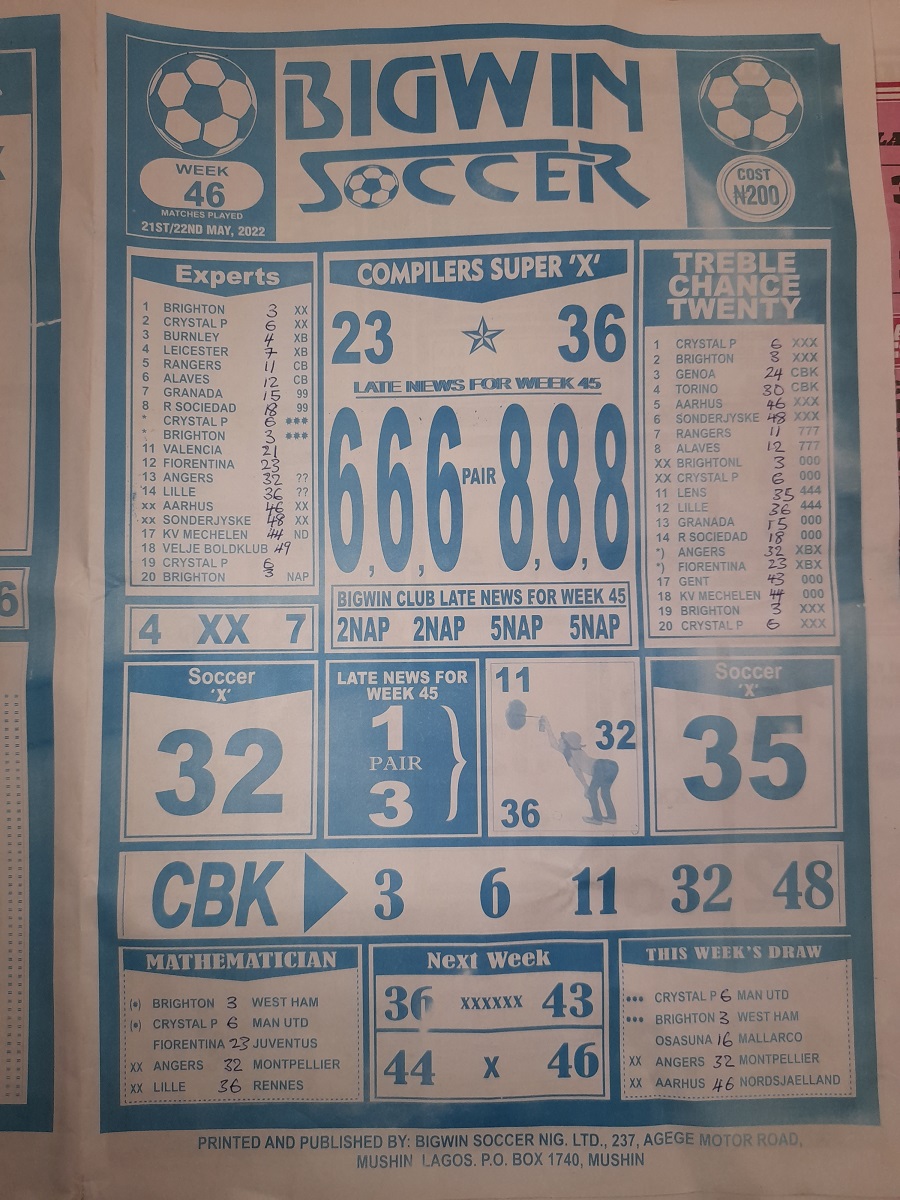 BIGWIN
SOCCER
WEEK
46
MATCHES PLAYED
21ST/22ND MAY, 2022
COST
₦200
Experts
1 BRIGHTON 3 XX
2 CRYSTAL P 6 XX
3 BURNLEY 4 XB
4 LEICESTER 7 XB
5 RANGERS 11 CB
6 ALAVES 12 CB
7 GRANADA 15 99
8 R SOCIEDAD 18 99
* CRYSTAL P 6 ***
* BRIGHTON 3 ***
11 VALENCIA 21
12 FIORENTINA 23
13 ANGERS 32 ??
14 LILLE 36 ??
xx AARHUS 46 XX
xx SONDERJYSKE 48 XX
17 KV MECHELEN 44 ND
18 VELJE BOLDKLUB 49
19 CRYSTAL P 6
20 BRIGHTON 3 NAP
4 XX 7
COMPILERS SUPER 'X'
23 36
LATE NEWS FOR WEEK 45
6,6,6 PAIR 8,8,8
BIGWIN CLUB LATE NEWS FOR WEEK 45
2NAP 2NAP 5NAP 5NAP
TREBLE
CHANCE
TWENTY
1 CRYSTAL P 6 XXX
2 BRIGHTON 3 XXX
3 GENOA 24 CBK
4 TORINO 30 CBK
5 AARHUS 46 XXX
6 SONDERJYSKE 48 XXX
7 RANGERS 11 777
8 ALAVES 12 777
XX BRIGHTONL 3 000
XX CRYSTAL P 6 000
11 LENS 35 444
12 LILLE 36 444
13 GRANADA 15 000
14 R SOCIEDAD 18 000
*) ANGERS 32 XBX
*) FIORENTINA 23 XBX
17 GENT 43 000
18 KV MECHELEN 44 000
19 BRIGHTON 3 XXX
20 CRYSTAL P 6 XXX
Soccer
'X'
32
LATE NEWS FOR
WEEK 45
1
PAIR
3
11
32
36
Soccer
'X'
35
CBK 3 6 11 32 48
MATHEMATICIAN
(•) BRIGHTON 3 WEST HAM
(•) CRYSTAL P 6 MAN UTD
FIORENTINA 23 JUVENTUS
XX ANGERS 32 MONTPELLIER
XX LILLE 36 RENNES
Next Week
36 XXXXXX 43
44 X 46
THIS WEEK'S DRAW
••• CRYSTAL P 6 MAN UTD
••• BRIGHTON 3 WEST HAM
OSASUNA 16 MALLARCO
XX ANGERS 32 MONTPELLIER
XX AARHUS 46 NORDSJAELLAND
PRINTED AND PUBLISHED BY: BIGWIN SOCCER NIG. LTD., 237, AGEGE MOTOR ROAD,
MUSHIN LAGOS. P.O. BOX 1740, MUSHIN